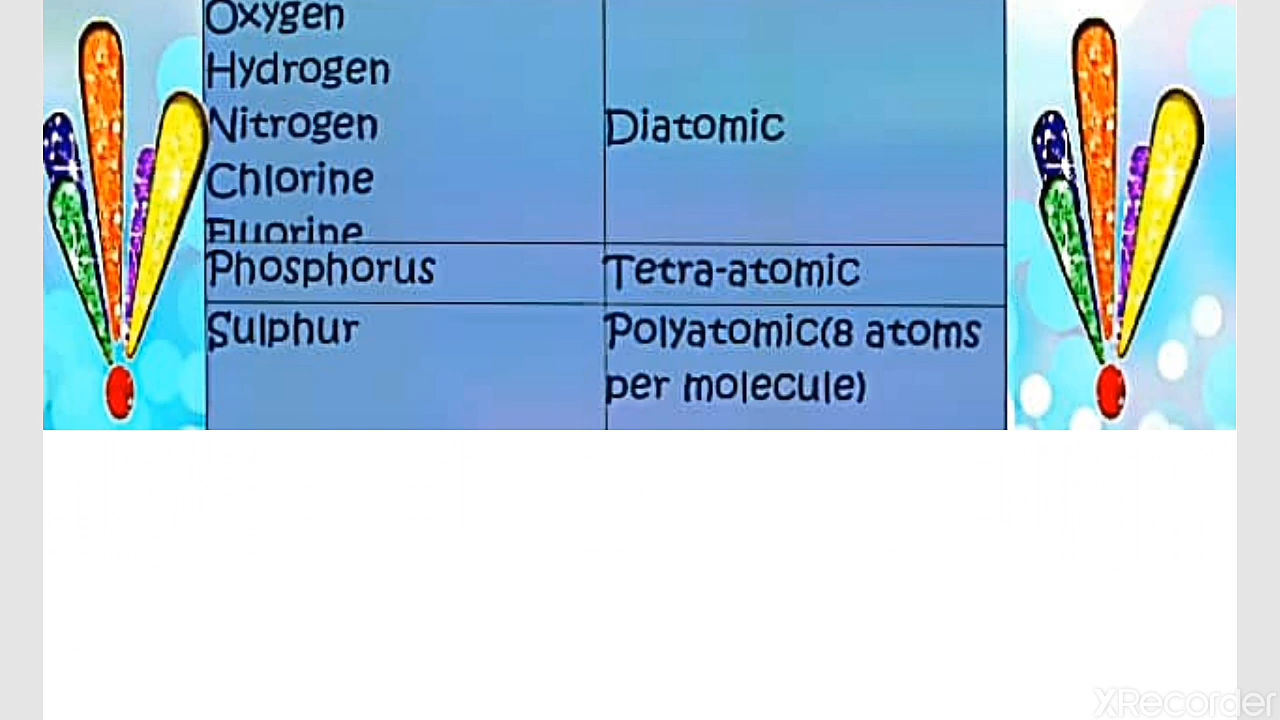 Oxygen
Hydrogen
Nitrogen
Diatomic
Chlorine
Fluorine
Phosphorus
Tetra-atomic
Sulphur
Polyatomic(8 atoms
per molecule)
XRecorder